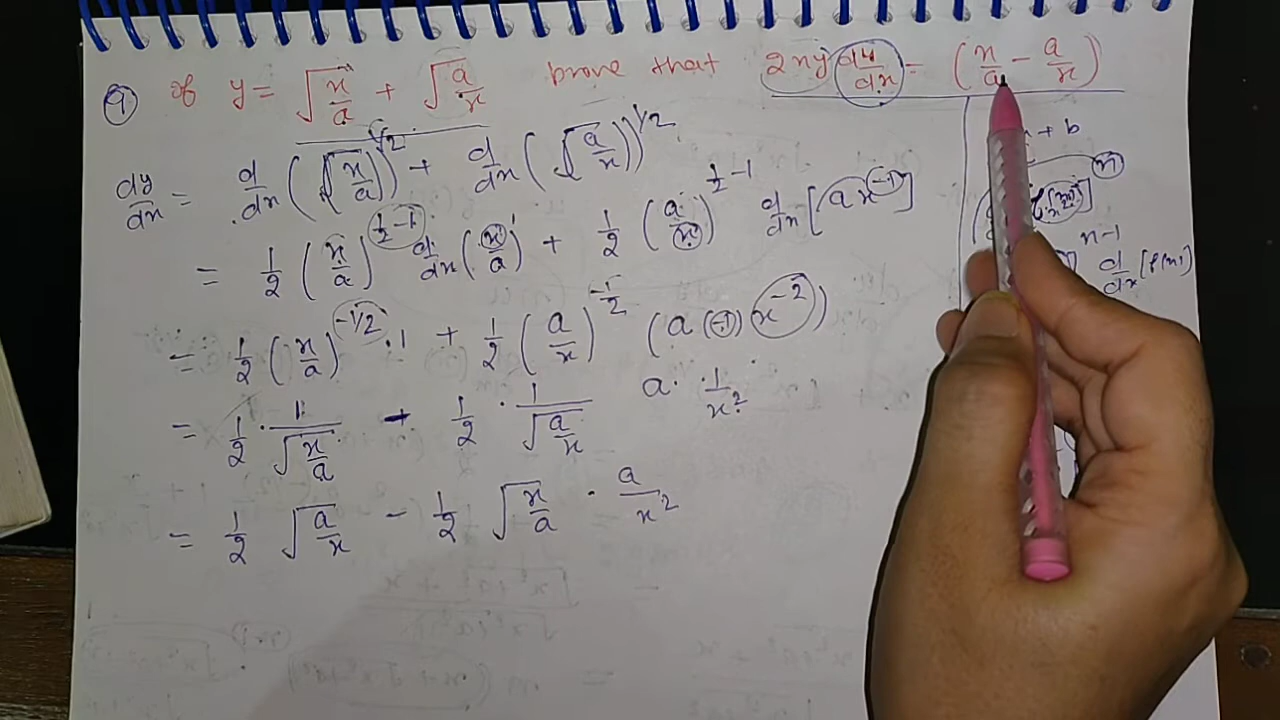 Q If y = √(x/a) + √(a/x) prove that 2xy dy/dx = (x/a - a/x)
dy/dx = d/dx (√(x/a))^1/2 + d/dx (√(a/x))^1/2
= 1/2 (x/a)^(1/2 - 1) d/dx (x/a) + 1/2 (a/x)^(1/2 - 1) d/dx [a x^-1]
= 1/2 (x/a)^(-1/2) . 1 + 1/2 (a/x)^(-1/2) (a (-1) x^-2)
= 1/2 . 1/√(x/a) - 1/2 . 1/√(a/x) a . 1/x²
= 1/2 √(a/x) - 1/2 √(x/a) . a/x²
+ b
n
n-1
d/dx [f(x)]